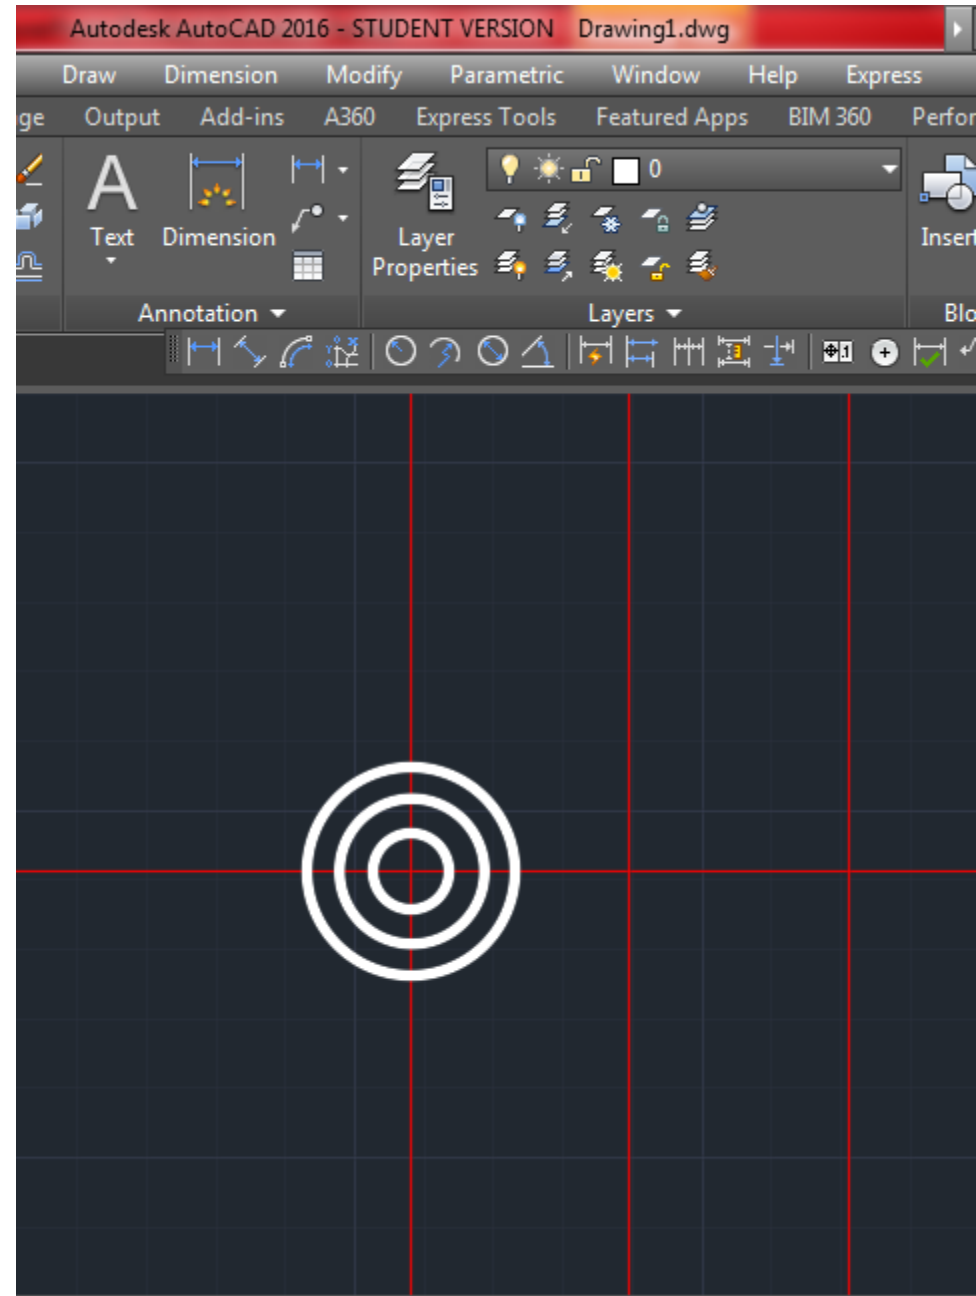 Autodesk AutoCAD 2016 - STUDENT VERSION Drawing1.dwg
Draw Dimension Modify Parametric Window Help Express
ge Output Add-ins A360 Express Tools Featured Apps BIM 360 Perfor
0
A
Text Dimension Layer Properties Insert
Annotation Layers Blo